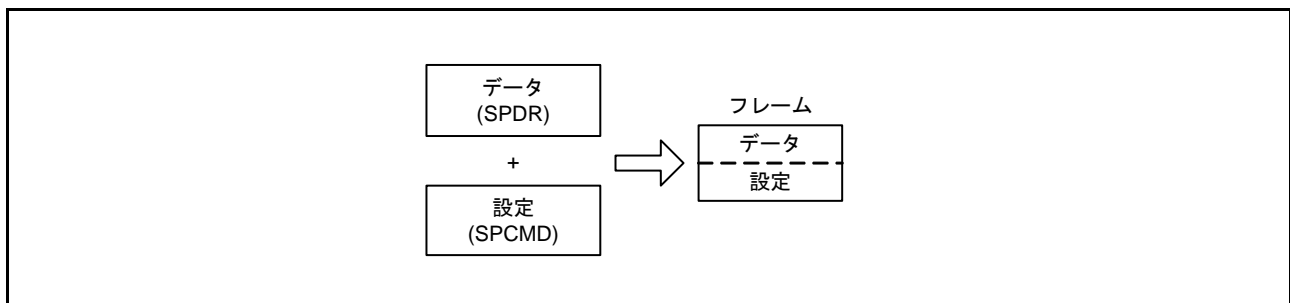 データ
(SPDR)
+
設定
(SPCMD)
フレーム
データ
設定